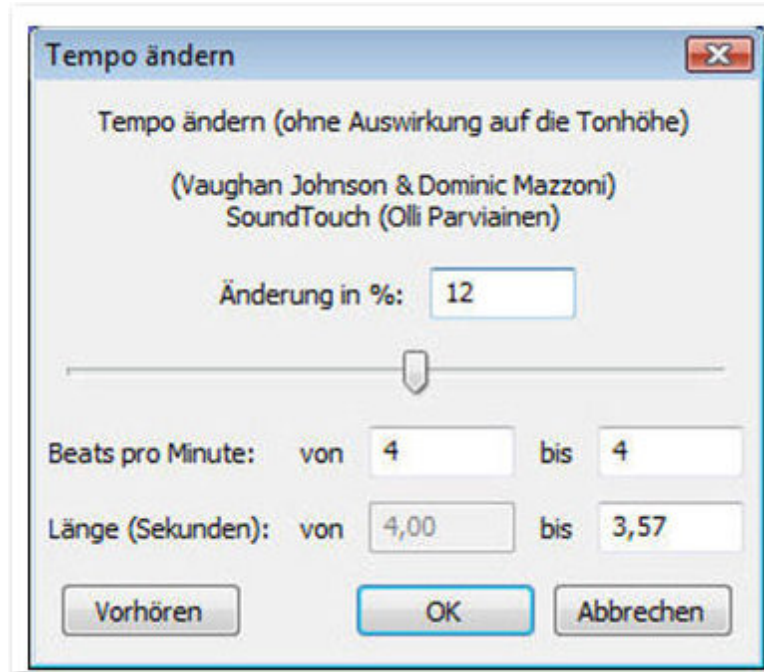 Tempo ändern
Tempo ändern (ohne Auswirkung auf die Tonhöhe)
(Vaughan Johnson & Dominic Mazzoni)
SoundTouch (Olli Parviainen)
Änderung in %: 12
Beats pro Minute: von 4 bis 4
Länge (Sekunden): von 4,00 bis 3,57
Vorhören OK Abbrechen